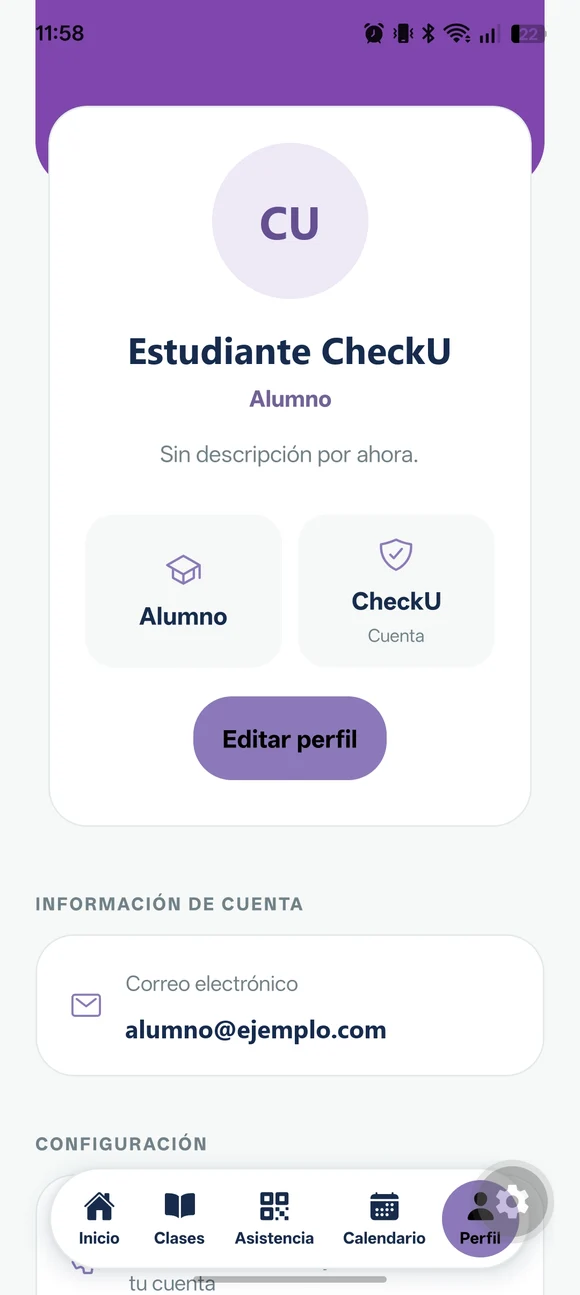 11:58
22
CU
Estudiante CheckU
Alumno
Sin descripción por ahora.
Alumno
CheckU
Cuenta
Editar perfil
INFORMACIÓN DE CUENTA
Correo electrónico
alumno@ejemplo.com
CONFIGURACIÓN
Inicio
Clases
Asistencia
Calendario
Perfil
tu cuenta